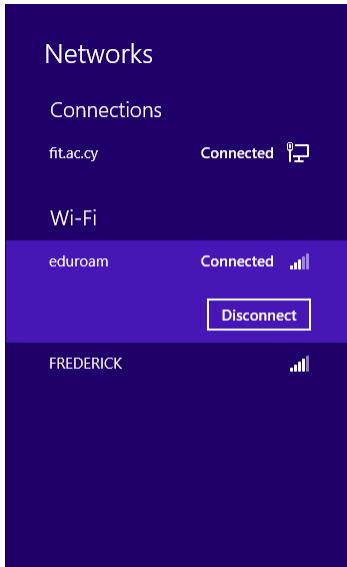 Networks
Connections
fit.ac.cy Connected
Wi-Fi
eduroam Connected
Disconnect
FREDERICK